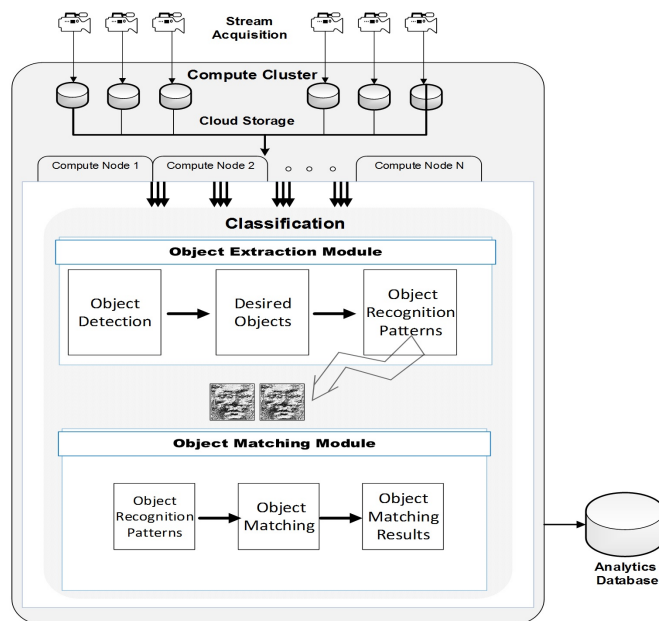 Stream
Acquisition
Compute Cluster
Cloud Storage
Compute Node 1
Compute Node 2
Compute Node N
Classification
Object Extraction Module
Object
Detection
Desired
Objects
Object
Recognition
Patterns
Object Matching Module
Object
Recognition
Patterns
Object
Matching
Object
Matching
Results
Analytics
Database